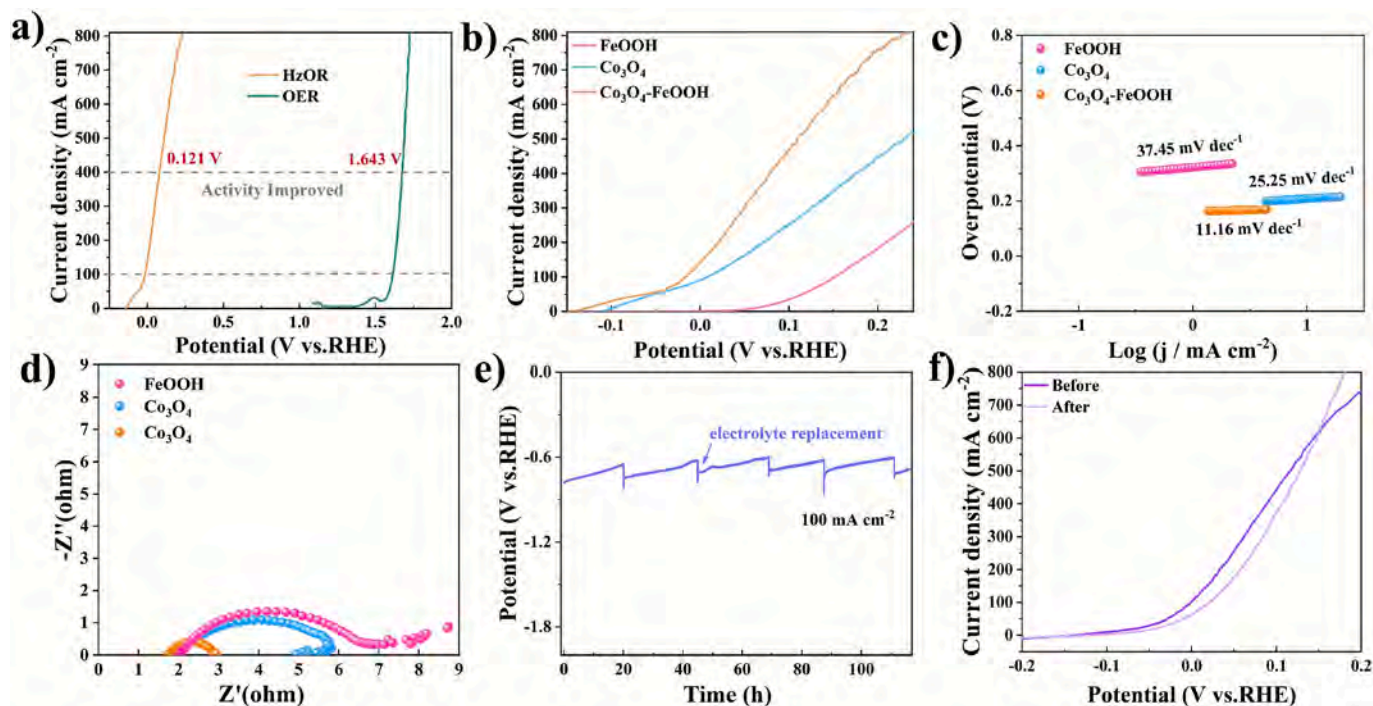 a)
Current density (mA cm⁻²)
800
700
600
500
400
300
200
100
0
HzOR
OER
0.121 V
1.643 V
Activity Improved
0.0 0.5 1.0 1.5 2.0
Potential (V vs.RHE)
b)
Current density (mA cm⁻²)
800
700
600
500
400
300
200
100
0
FeOOH
Co₃O₄
Co₃O₄-FeOOH
0.0 0.1 0.2
Potential (V vs.RHE)
c)
Overpotential (V)
0.8
0.6
0.4
0.2
0.0
-0.2
FeOOH
Co₃O₄
Co₃O₄-FeOOH
37.45 mV dec⁻¹
25.25 mV dec⁻¹
11.16 mV dec⁻¹
-1 0 1
Log (j / mA cm⁻²)
d)
-Z''(ohm)
9
8
7
6
5
4
3
2
1
0
FeOOH
Co₃O₄
Co₃O₄
0 1 2 3 4 5 6 7 8 9
Z'(ohm)
e)
Potential (V vs.RHE)
0.0
-0.6
-1.2
-1.8
electrolyte replacement
100 mA cm⁻²
0 20 40 60 80 100
Time (h)
f)
Current density (mA cm⁻²)
800
700
600
500
400
300
200
100
0
Before
After
-0.2 -0.1 0.0 0.1 0.2
Potential (V vs.RHE)